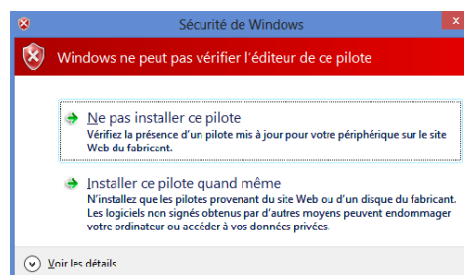 Sécurité de Windows
Windows ne peut pas vérifier l'éditeur de ce pilote
Ne pas installer ce pilote
Vérifiez la présence d'un pilote mis à jour pour votre périphérique sur le site
Web du fabricant.
Installer ce pilote quand même
N'installez que les pilotes provenant du site Web ou d'un disque du fabricant.
Les logiciels non signés obtenus par d'autres moyens peuvent endommager
votre ordinateur ou accéder à vos données privées.
Voir les détails